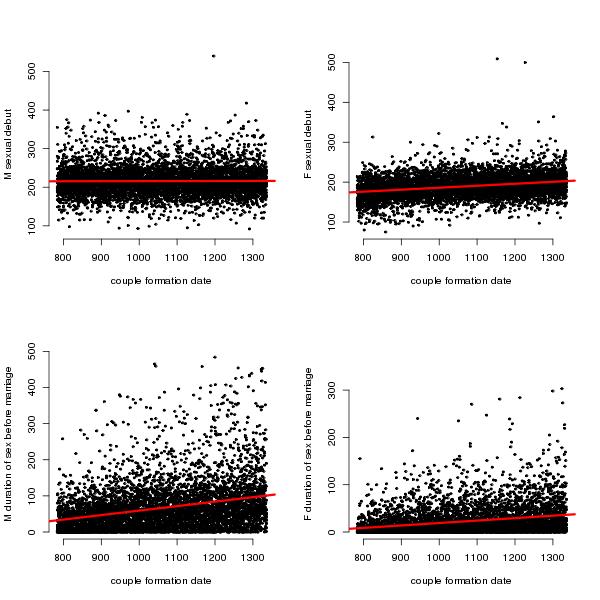 M sexual debut
100 200 300 400 500
800 900 1000 1100 1200 1300
couple formation date
F sexual debut
100 200 300 400 500
800 900 1000 1100 1200 1300
couple formation date
M duration of sex before marriage
0 100 200 300 400 500
800 900 1000 1100 1200 1300
couple formation date
F duration of sex before marriage
0 100 200 300
800 900 1000 1100 1200 1300
couple formation date